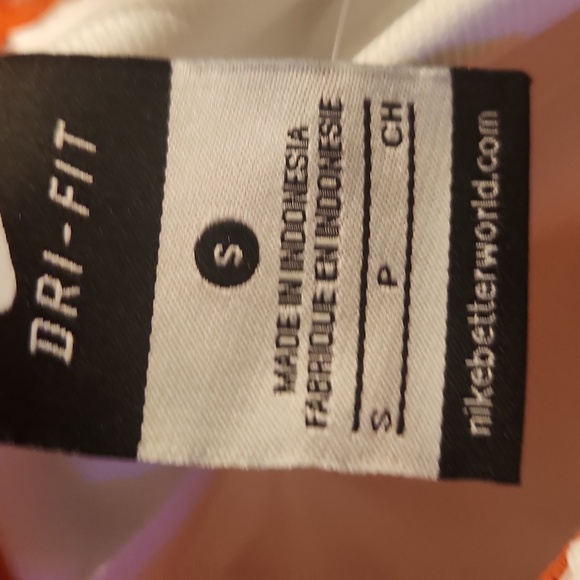 DRI-FIT
S
MADE IN INDONESIA
FABRIQUE EN INDONESIE
S P CH
nikebetterworld.com